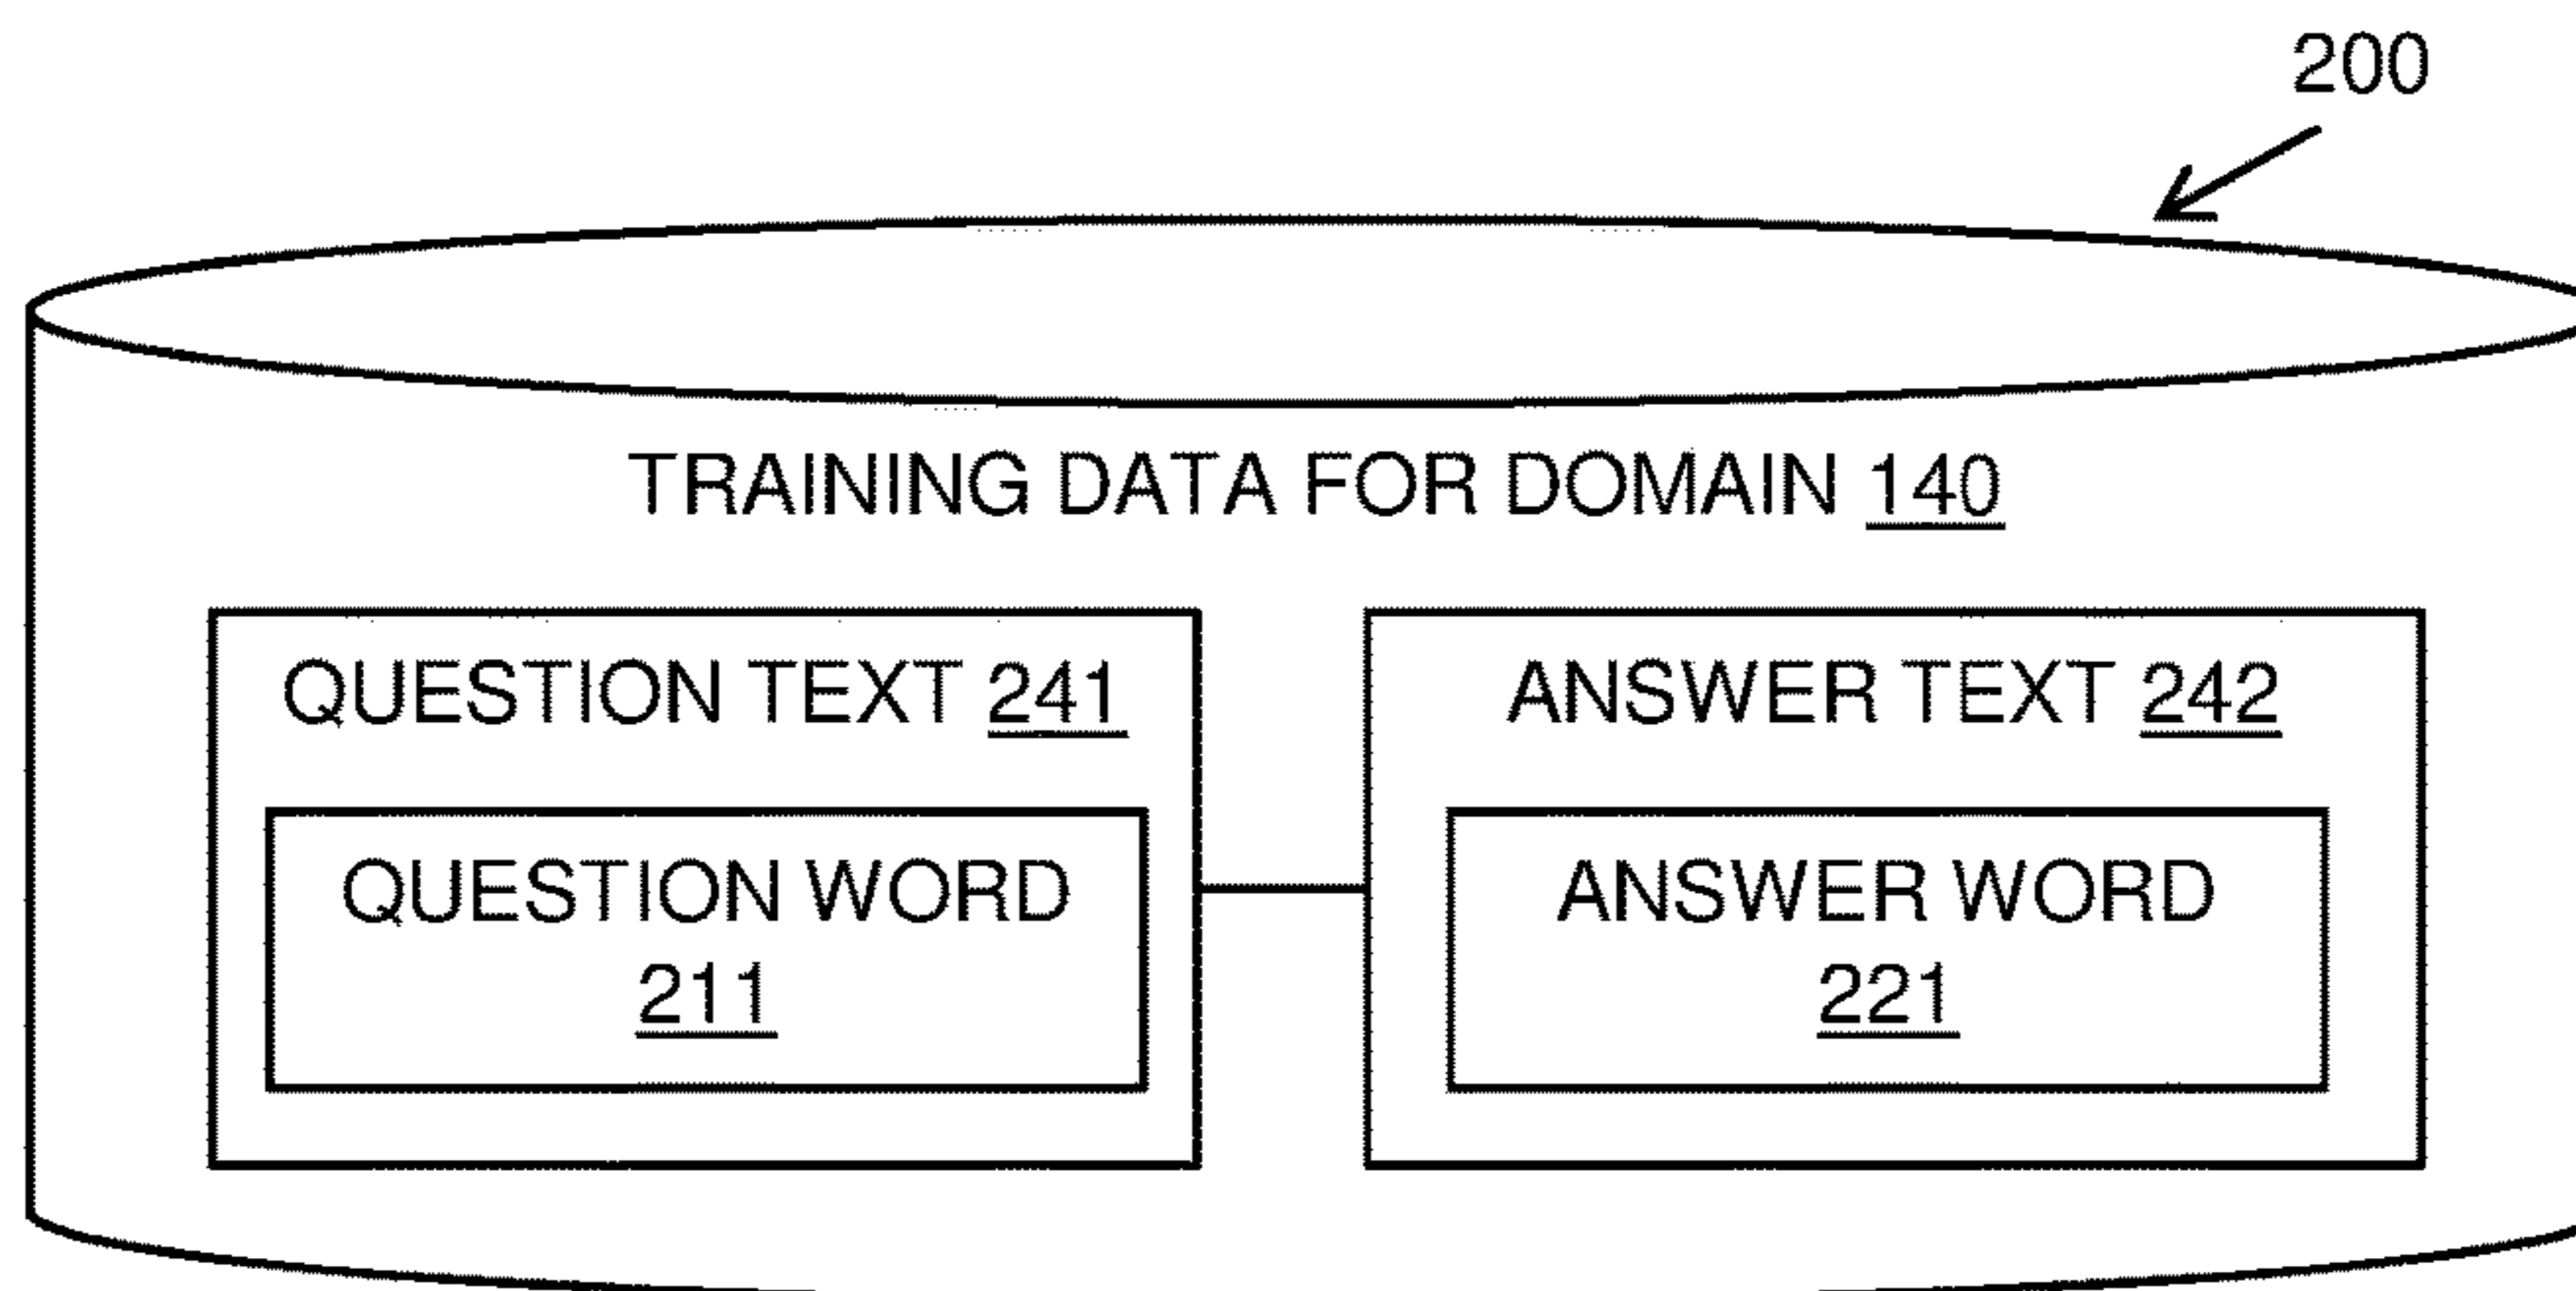 200
TRAINING DATA FOR DOMAIN 140
QUESTION TEXT 241
ANSWER TEXT 242
QUESTION WORD
211
ANSWER WORD
221